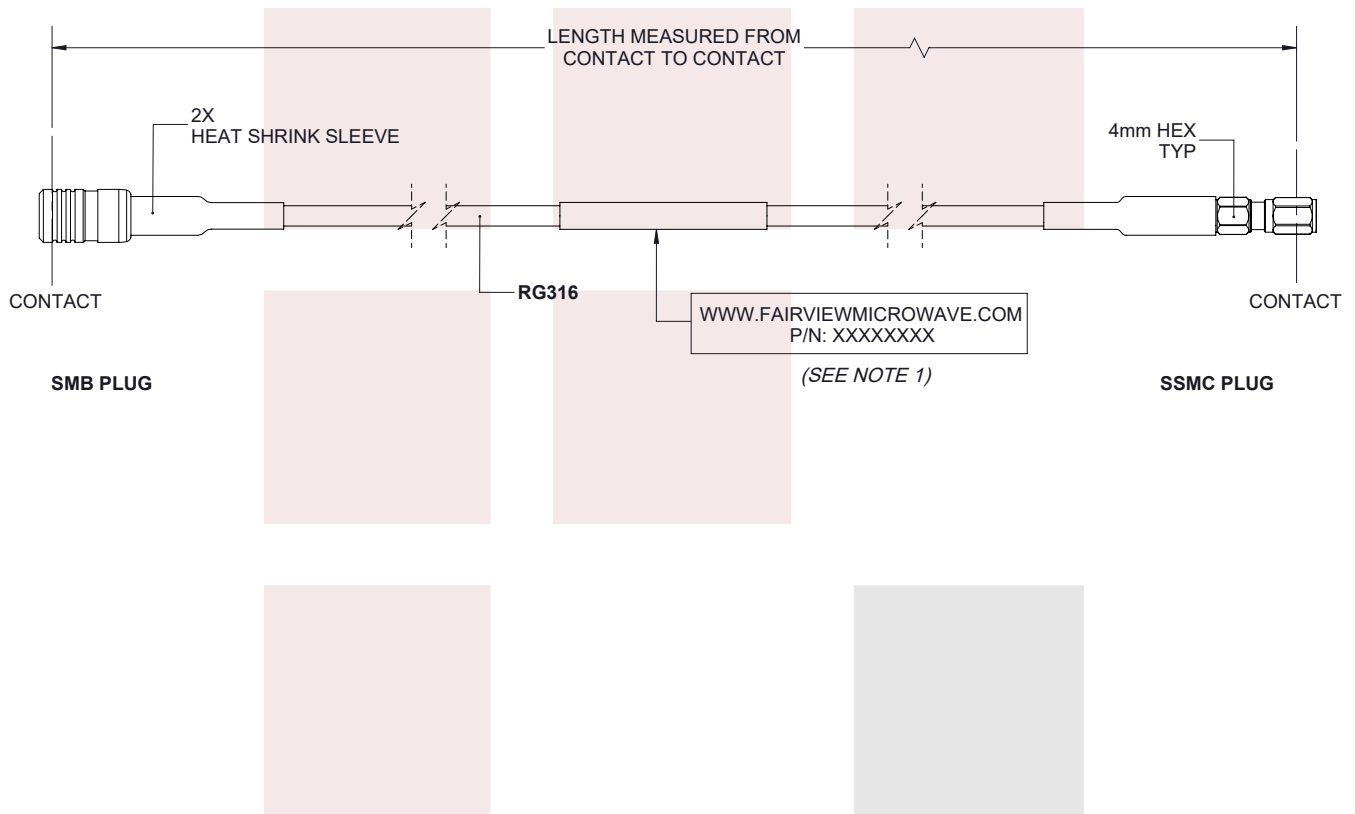 LENGTH MEASURED FROM
CONTACT TO CONTACT
2X
HEAT SHRINK SLEEVE
4mm HEX
TYP
CONTACT
RG316
CONTACT
WWW.FAIRVIEWMICROWAVE.COM
P/N: XXXXXXXX
(SEE NOTE 1)
SMB PLUG
SSMC PLUG